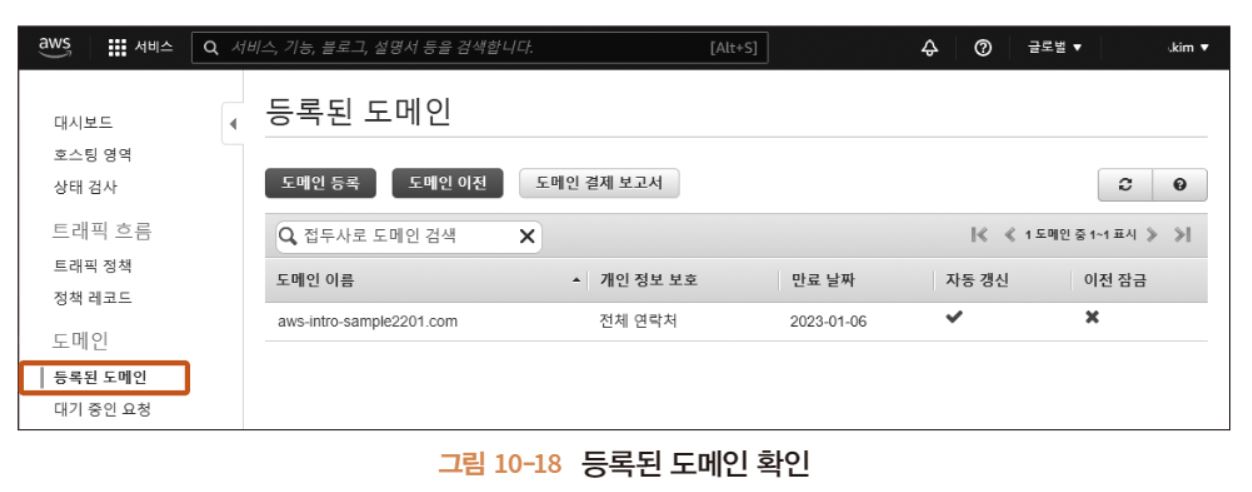 aws 서비스 서비스, 기능, 블로그, 설명서 등을 검색합니다. [Alt+S] 글로벌 ▼ .kim ▼
대시보드
호스팅 영역
상태 검사
트래픽 흐름
트래픽 정책
정책 레코드
도메인
등록된 도메인
대기 중인 요청
등록된 도메인
도메인 등록 도메인 이전 도메인 결제 보고서
접두사로 도메인 검색 1 도메인 중 1~1 표시
도메인 이름 개인 정보 보호 만료 날짜 자동 갱신 이전 잠금
aws-intro-sample2201.com 전체 연락처 2023-01-06 ✔ ✖
그림 10-18 등록된 도메인 확인